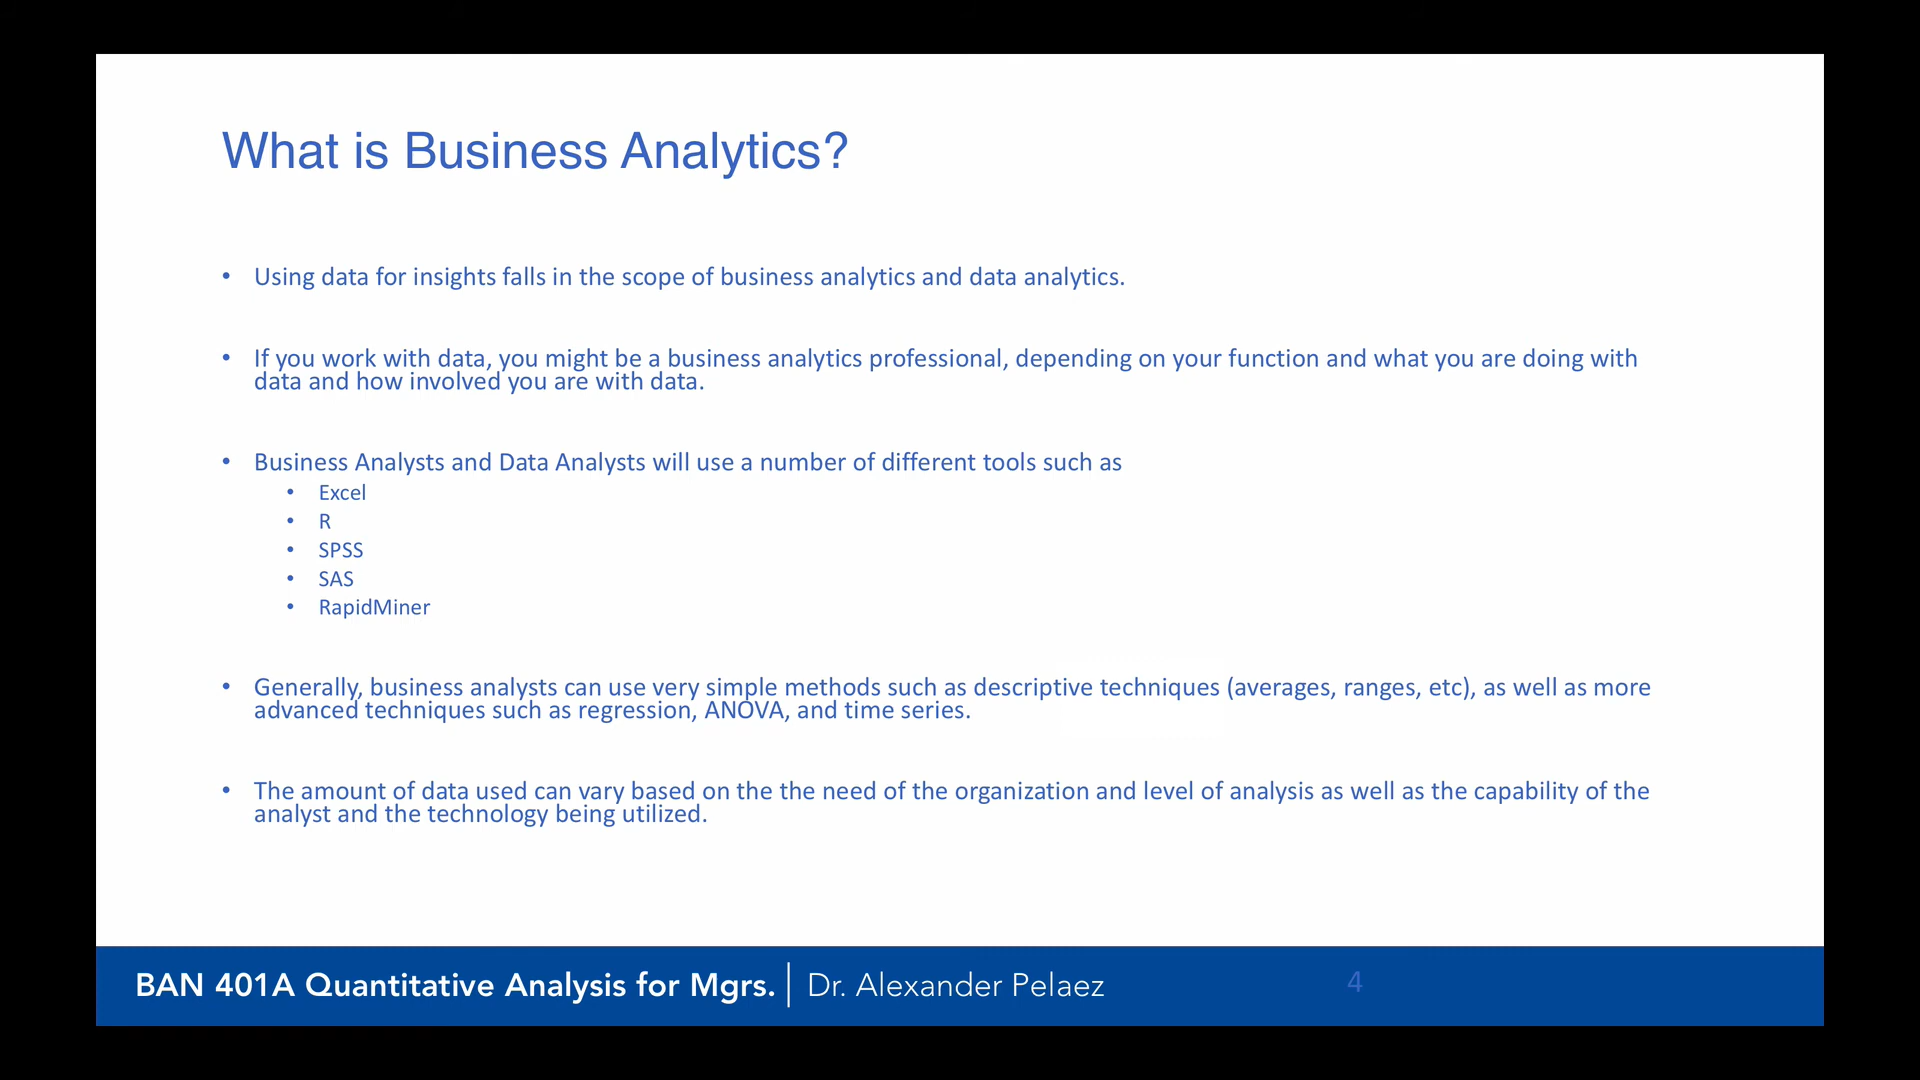 What is Business Analytics?
• Using data for insights falls in the scope of business analytics and data analytics.
• If you work with data, you might be a business analytics professional, depending on your function and what you are doing with
data and how involved you are with data.
• Business Analysts and Data Analysts will use a number of different tools such as
• Excel
• R
• SPSS
• SAS
• RapidMiner
• Generally, business analysts can use very simple methods such as descriptive techniques (averages, ranges, etc), as well as more
advanced techniques such as regression, ANOVA, and time series.
• The amount of data used can vary based on the the need of the organization and level of analysis as well as the capability of the
analyst and the technology being utilized.
BAN 401A Quantitative Analysis for Mgrs. | Dr. Alexander Pelaez 4